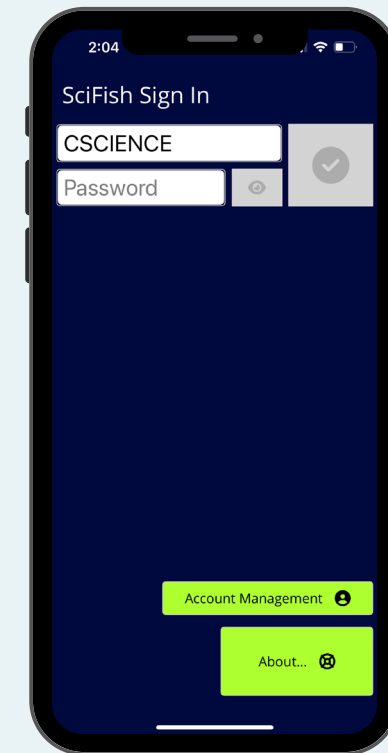 2:04
SciFish Sign In
CSCIENCE
Password
Account Management
About...